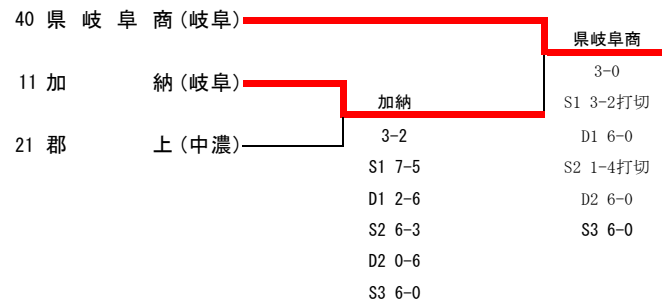 40 県 岐 阜 商(岐阜)
11 加 納(岐阜)
21 郡 上(中濃)
加納
3-2
S1 7-5
D1 2-6
S2 6-3
D2 0-6
S3 6-0
県岐阜商
3-0
S1 3-2打切
D1 6-0
S2 1-4打切
D2 6-0
S3 6-0